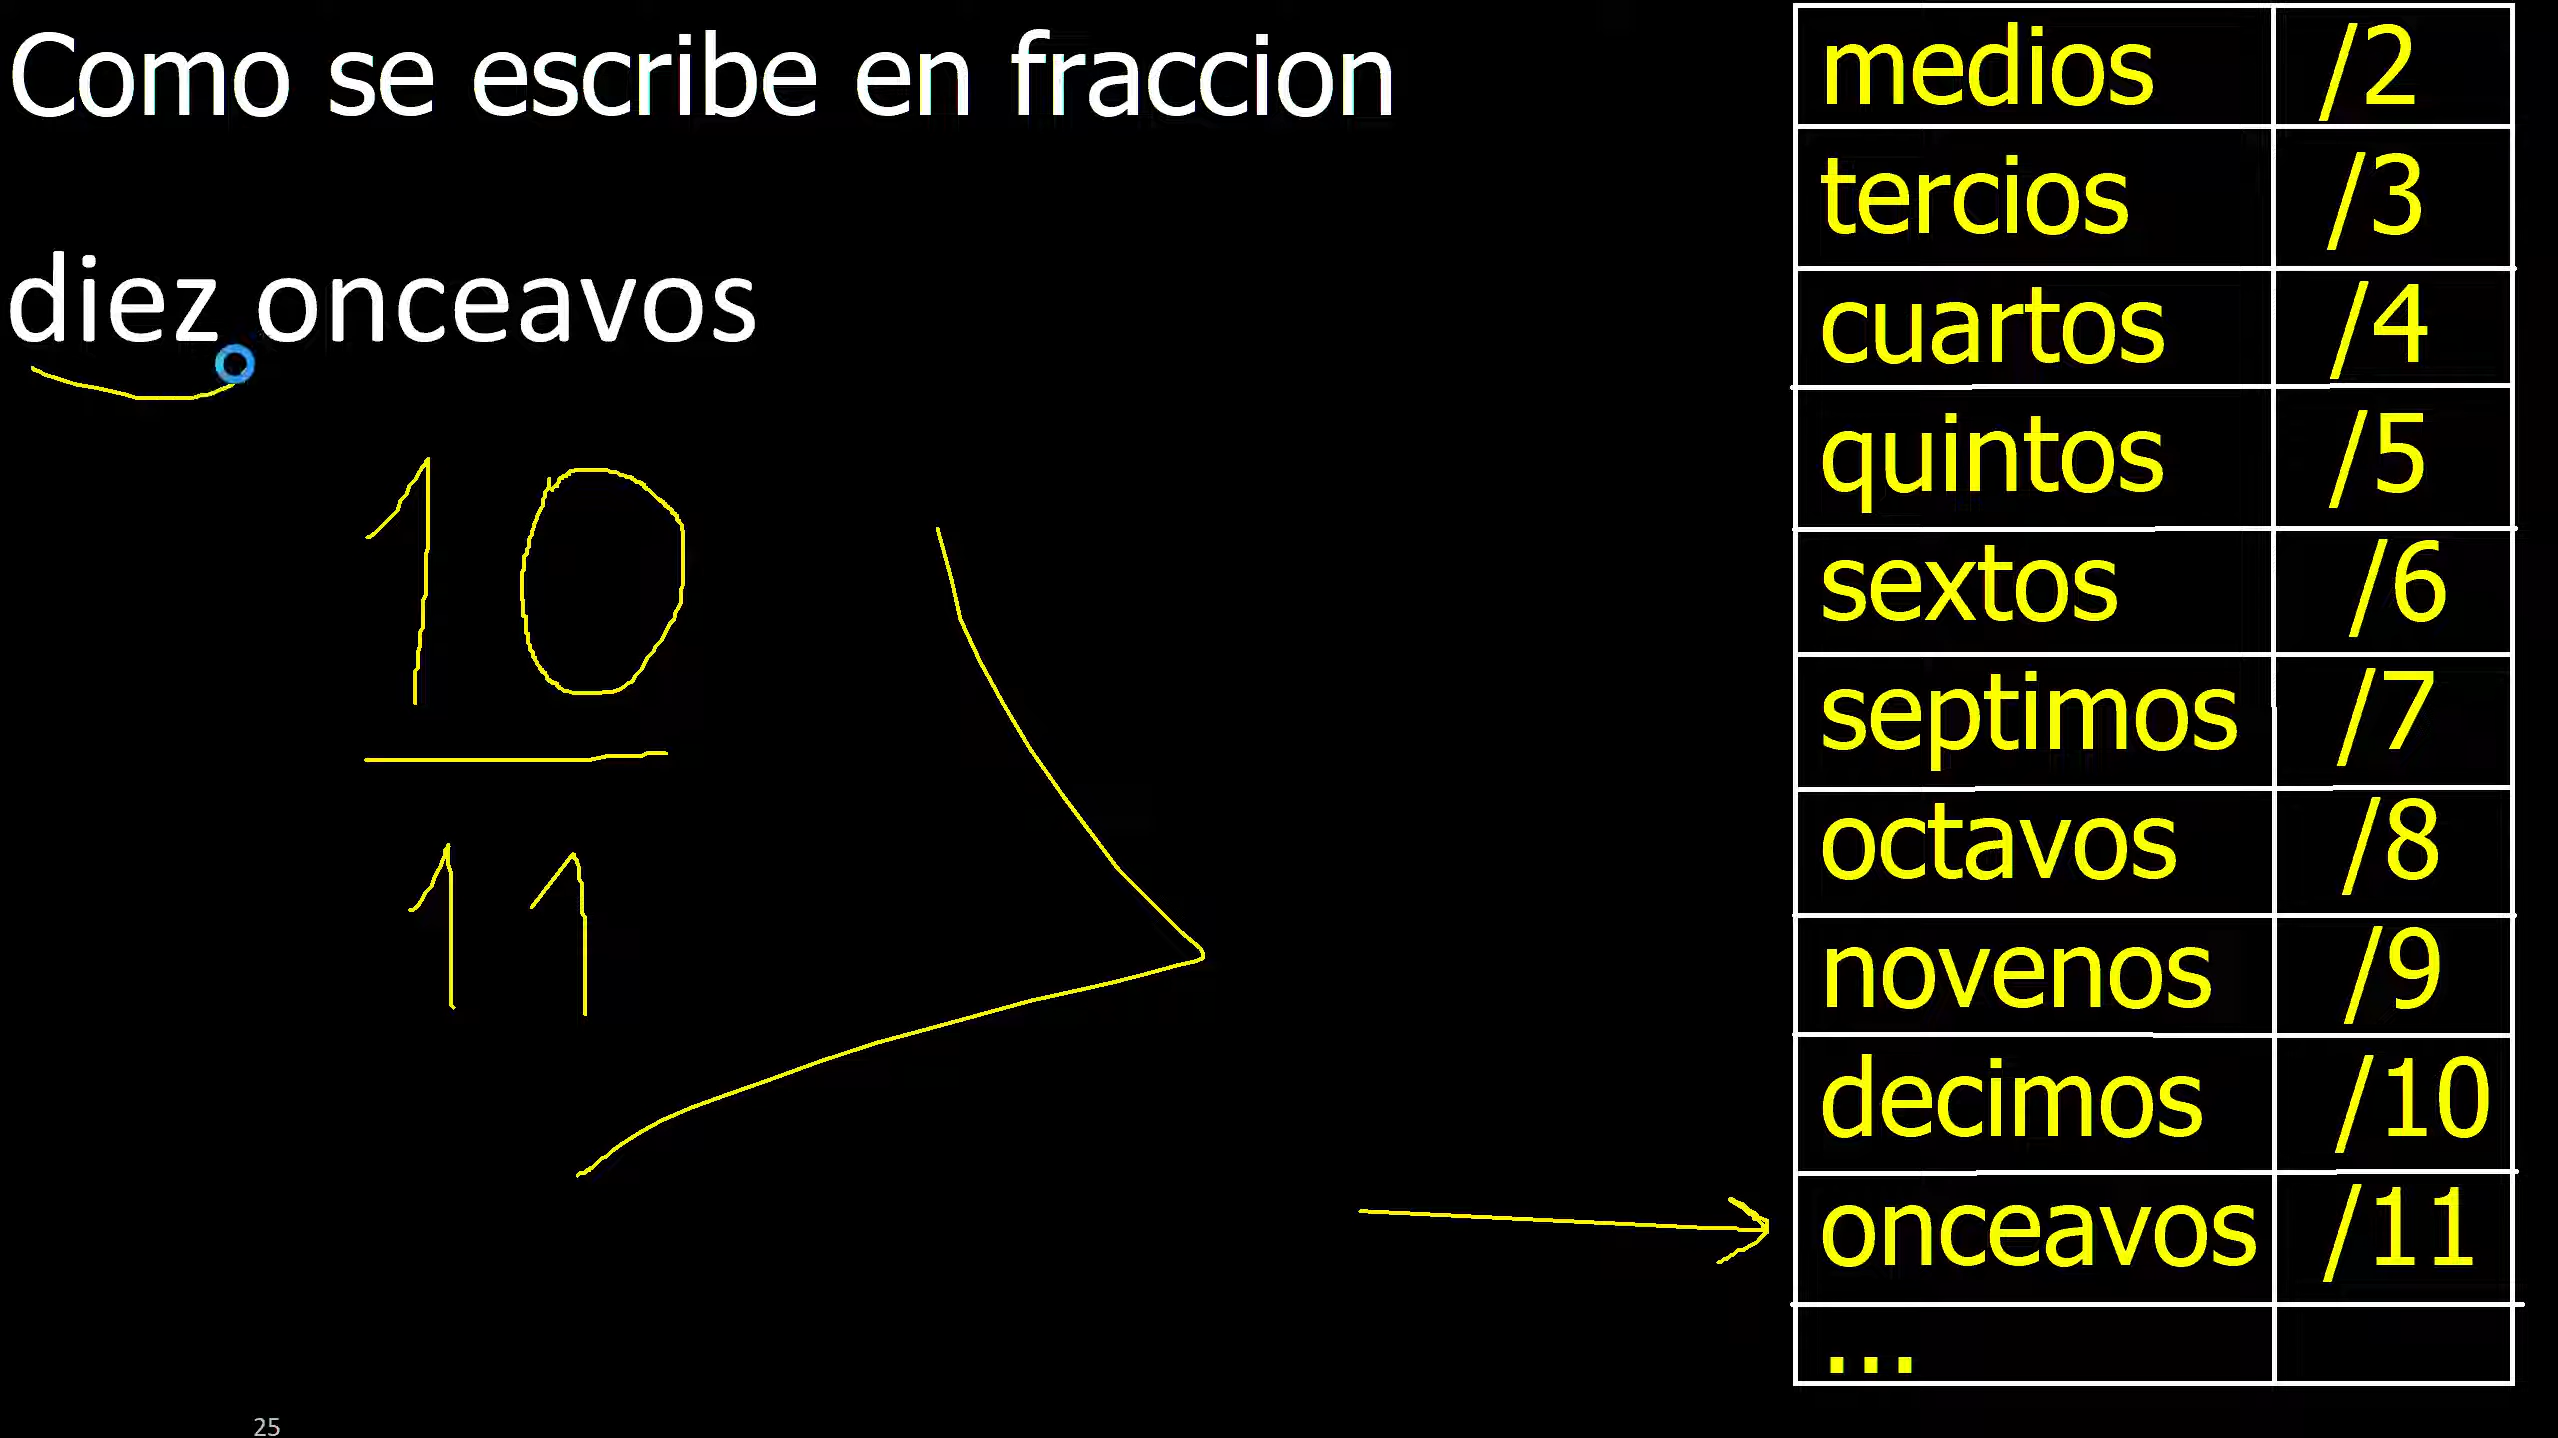 Como se escribe en fraccion
diez onceavos
10
11
medios /2
tercios /3
cuartos /4
quintos /5
sextos /6
septimos /7
octavos /8
novenos /9
decimos /10
onceavos /11
...
25